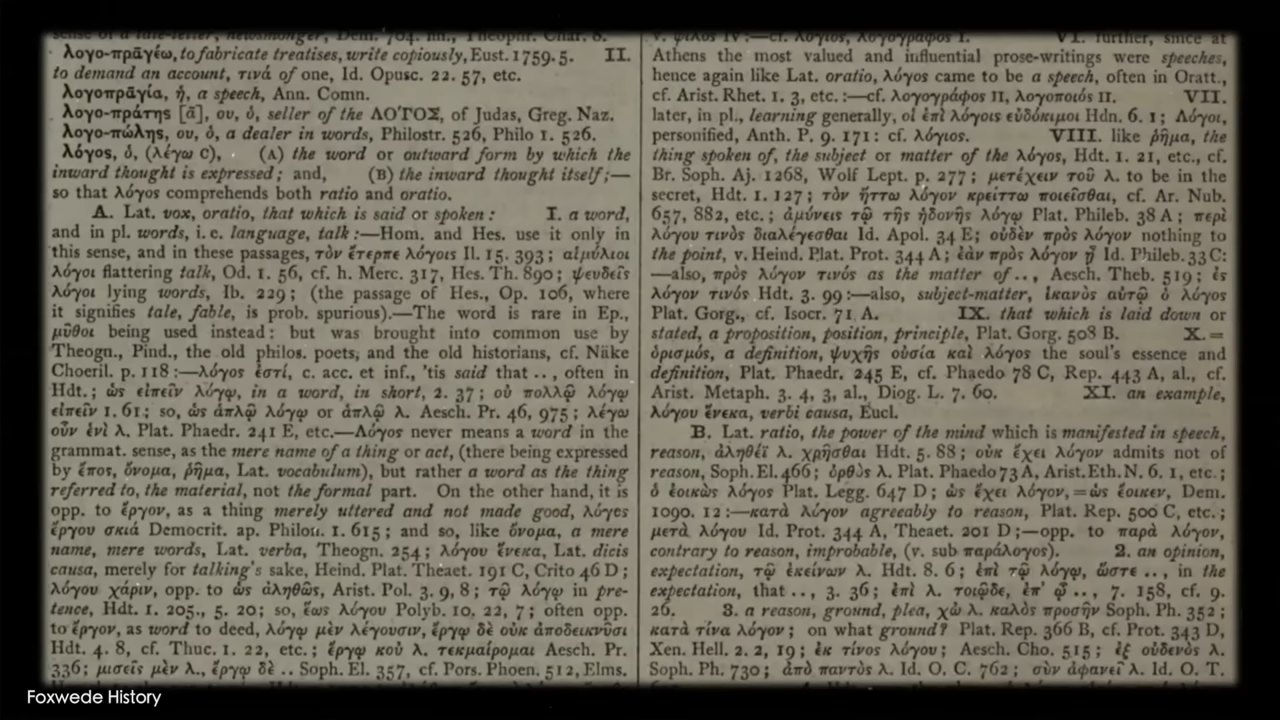 sense of a tale-teller, newsmonger, Dem. 704. fin., Theophr. Char. 8.
λογο-πρᾱγέω, to fabricate treatises, write copiously, Eust. 1759. 5. II.
to demand an account, τινά of one, Id. Opusc. 22. 57, etc.
λογοπρᾱγία, ἡ, a speech, Ann. Comn.
λογο-πράτης [ᾱ], ου, ὁ, seller of the ΛΟΓΟΣ, of Judas, Greg. Naz.
λογο-πώλης, ου, ὁ, a dealer in words, Philostr. 526, Philo 1. 526.
λόγος, ὁ, (λέγω C), (A) the word or outward form by which the
inward thought is expressed; and, (B) the inward thought itself;—
so that λόγος comprehends both ratio and oratio.
A. Lat. vox, oratio, that which is said or spoken: I. a word,
and in pl. words, i. e. language, talk:—Hom. and Hes. use it only in
this sense, and in these passages, τὸν ἔτερπε λόγοις Il. 15. 393; αἱμύλιοι
λόγοι flattering talk, Od. 1. 56, cf. h. Merc. 317, Hes. Th. 890; ψευδεῖς
λόγοι lying words, Ib. 229; (the passage of Hes., Op. 106, where
it signifies tale, fable, is prob. spurious).—The word is rare in Ep.,
μῦθοι being used instead: but was brought into common use by
Theogn., Pind., the old philos. poets, and the old historians, cf. Näke
Choeril. p. 118:—λόγος ἐστί, c. acc. et inf., 'tis said that .., often in
Hdt.; ὡς εἰπεῖν λόγῳ, in a word, in short, 2. 37; οὐ πολλῷ λόγῳ
εἰπεῖν 1. 61; so, ὡς ἁπλῷ λόγῳ or ἁπλῷ λ. Aesch. Pr. 46, 975; λέγω
οὖν ἑνὶ λ. Plat. Phaedr. 241 E, etc.—Λόγος never means a word in the
grammat. sense, as the mere name of a thing or act, (there being expressed
by ἔπος, ὄνομα, ῥῆμα, Lat. vocabulum), but rather a word as the thing
referred to, the material, not the formal part. On the other hand, it is
opp. to ἔργον, as a thing merely uttered and not made good, λόγος
ἔργου σκιά Democrit. ap. Philou. 1. 615; and so, like ὄνομα, a mere
name, mere words, Lat. verba, Theogn. 254; λόγου ἕνεκα, Lat. dicis
causa, merely for talking's sake, Heind. Plat. Theaet. 191 C, Crito 46 D;
λόγου χάριν, opp. to ὡς ἀληθῶς, Arist. Pol. 3. 9, 8; τῷ λόγῳ in pre-
tence, Hdt. 1. 205., 5. 20; so, ἕως λόγου Polyb. 10. 22, 7; often opp.
to ἔργον, as word to deed, λόγῳ μὲν λέγουσιν, ἔργῳ δὲ οὐκ ἀποδεικνῦσι
Hdt. 4. 8, cf. Thuc. 1. 22, etc.; ἔργῳ κοὐ λ. τεκμαίρομαι Aesch. Pr.
336; μισεῖς μὲν λ., ἔργῳ δὲ .. Soph. El. 357, cf. Pors. Phoen. 512, Elms.
v. ψιλός IV:—cf. λόγιος, λογογράφος I. VI. further, since at
Athens the most valued and influential prose-writings were speeches,
hence again like Lat. oratio, λόγος came to be a speech, often in Oratt.,
cf. Arist. Rhet. 1. 3, etc.:—cf. λογογράφος II, λογοποιός II. VII.
later, in pl., learning generally, οἱ ἐπὶ λόγοις εὐδόκιμοι Hdn. 6. 1; Λόγοι,
personified, Anth. P. 9. 171: cf. λόγιος. VIII. like ῥῆμα, the
thing spoken of, the subject or matter of the λόγος, Hdt. 1. 21, etc., cf.
Br. Soph. Aj. 1268, Wolf Lept. p. 277; μετέχειν τοῦ λ. to be in the
secret, Hdt. 1. 127; τὸν ἥττω λόγον κρείττω ποιεῖσθαι, cf. Ar. Nub.
657, 882, etc.; ἀμύνεις τῷ τῆς ἡδονῆς λόγῳ Plat. Phileb. 38 A; περὶ
λόγου τινὸς διαλέγεσθαι Id. Apol. 34 E; οὐδὲν πρὸς λόγον nothing to
the point, v. Heind. Plat. Prot. 344 A; ἐὰν πρὸς λόγον ᾖ Id. Phileb. 33 C:
—also, πρὸς λόγον τινός as the matter of .., Aesch. Theb. 519; ἐς
λόγον τινός Hdt. 3. 99:—also, subject-matter, ἱκανὸς αὐτῷ ὁ λόγος
Plat. Gorg., cf. Isocr. 71 A. IX. that which is laid down or
stated, a proposition, position, principle, Plat. Gorg. 508 B. X. =
ὁρισμός, a definition, ψυχῆς οὐσία καὶ λόγος the soul's essence and
definition, Plat. Phaedr. 245 E, cf. Phaedo 78 C, Rep. 443 A, al., cf.
Arist. Metaph. 3. 4, 3, al., Diog. L. 7. 60. XI. an example,
λόγου ἕνεκα, verbi causa, Eucl.
B. Lat. ratio, the power of the mind which is manifested in speech,
reason, ἀληθέϊ λ. χρῆσθαι Hdt. 5. 88; οὐκ ἔχει λόγον admits not of
reason, Soph. El. 466; ὀρθὸς λ. Plat. Phaedo 73 A, Arist. Eth. N. 6. 1, etc.;
ὁ ἐοικὼς λόγος Plat. Legg. 647 D; ὡς ἔχει λόγον,=ὡς ἔοικεν, Dem.
1090. 12:—κατὰ λόγον agreeably to reason, Plat. Rep. 500 C, etc.;
μετὰ λόγου Id. Prot. 344 A, Theaet. 201 D;—opp. to παρὰ λόγον,
contrary to reason, improbable, (v. sub παράλογος). 2. an opinion,
expectation, τῷ ἐκείνων λ. Hdt. 8. 6; ἐπὶ τῷ λόγῳ, ὥστε .., in the
expectation, that .., 3. 36; ἐπὶ λ. τοιῷδε, ἐπ' ᾧ .., 7. 158, cf. 9.
26. 3. a reason, ground, plea, χὡ λ. καλὸς προσῆν Soph. Ph. 352;
κατὰ τίνα λόγον; on what ground? Plat. Rep. 366 B, cf. Prot. 343 D,
Xen. Hell. 2. 2, 19; ἐκ τίνος λόγου; Aesch. Cho. 515; ἐξ οὐδενὸς λ.
Soph. Ph. 730; ἀπὸ παντὸς λ. Id. O. C. 762; σὺν ἀφανεῖ λ. Id. O. T.
Foxwede History